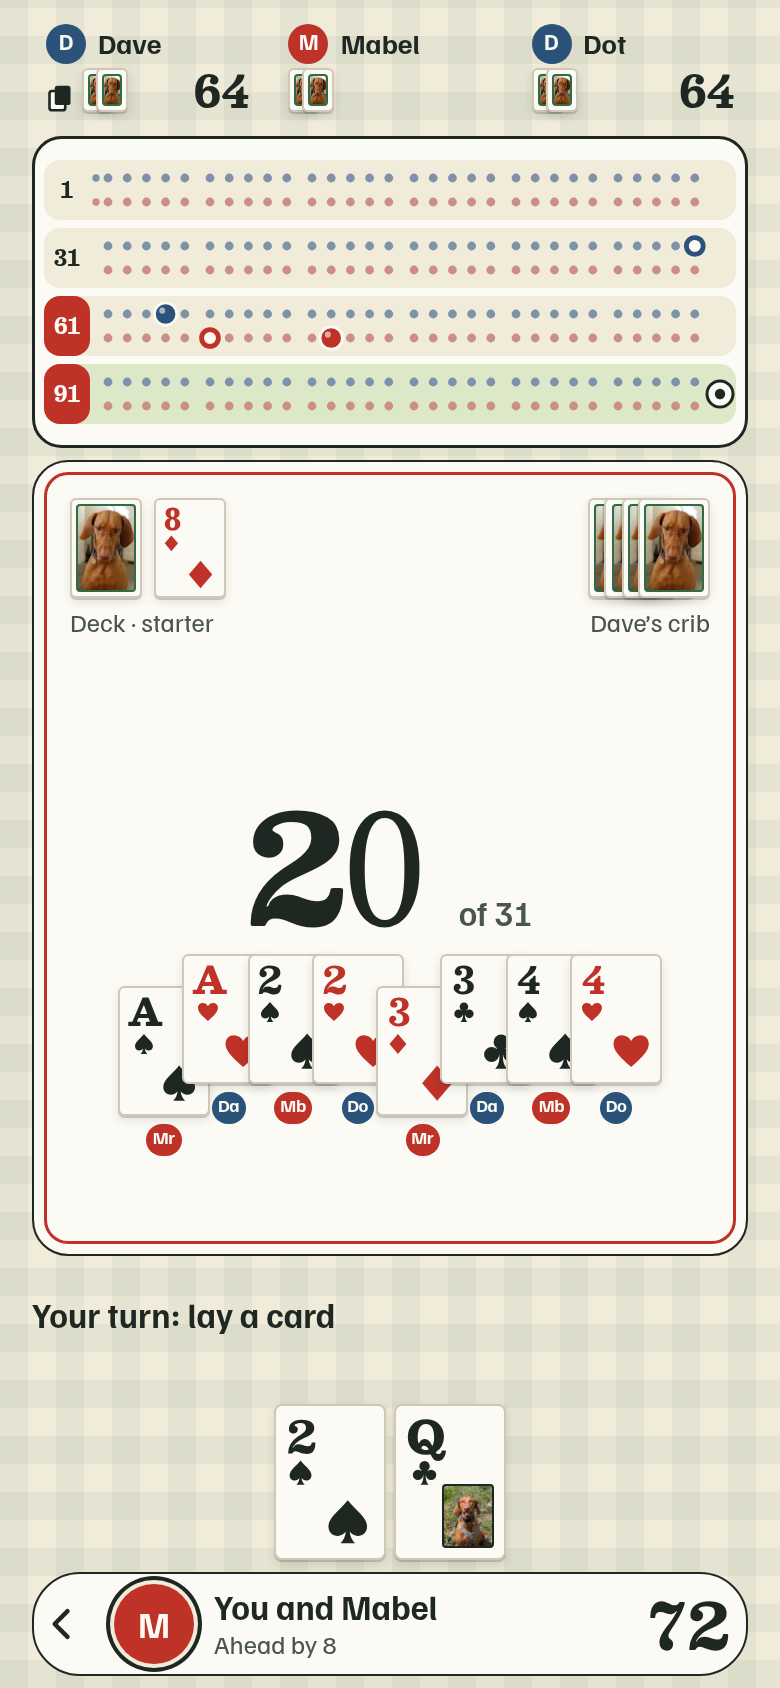 D Dave
M Mabel
D Dot
64
64
1
31
61
91
8
Deck · starter
Dave's crib
20 of 31
A A 2 2 3 3 4 4
Da Mb Do Da Mb Do
Mr Mr
Your turn: lay a card
2 Q
M
You and Mabel
Ahead by 8
72